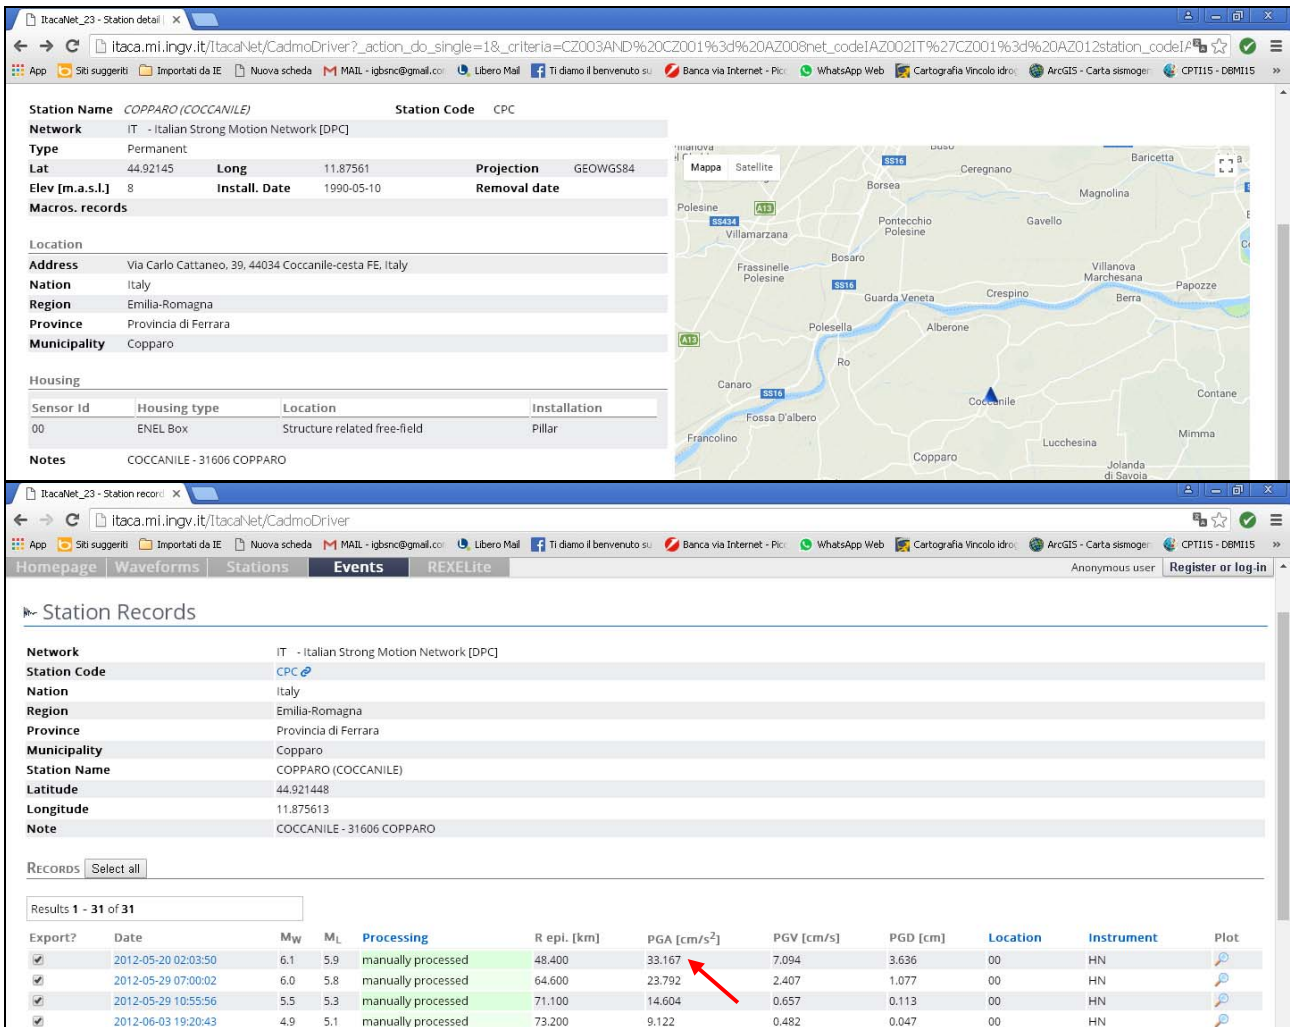 ItacaNet_23 - Station detail
itaca.mi.ingv.it/ItacaNet/CadmoDriver?_action_do_single=1&_criteria=CZ003AND%20CZ001%3d%20AZ008net_codeIAZ002IT%27CZ001%3d%20AZ012station_codeIA
App Siti suggeriti Importati da IE Nuova scheda MAIL - igbsnc@gmail.co Libero Mail Ti diamo il benvenuto su Banca via Internet - Picc WhatsApp Web Cartografia Vincolo idrog ArcGIS - Carta sismogen CPTI15 - DBMI15 »
Station Name COPPARO (COCCANILE) Station Code CPC
Network IT - Italian Strong Motion Network [DPC]
Type Permanent
Lat 44.92145 Long 11.87561 Projection GEOWGS84
Elev [m.a.s.l.] 8 Install. Date 1990-05-10 Removal date
Macros. records
Location
Address Via Carlo Cattaneo, 39, 44034 Coccanile-cesta FE, Italy
Nation Italy
Region Emilia-Romagna
Province Provincia di Ferrara
Municipality Copparo
Housing
Sensor Id Housing type Location Installation
00 ENEL Box Structure related free-field Pillar
Notes COCCANILE - 31606 COPPARO
Mappa Satellite
SS16
Ceregnano
Baricetta
Borsea
Magnolina
Polesine
A13
SS434
Villamarzana
Pontecchio
Polesine
Gavello
Bosaro
Frassinelle
Polesine
SS16
Villanova
Marchesana
Papozze
Guarda Veneta
Crespino
Berra
Polesella
Alberone
A13
Ro
Canaro
SS16
Coccanile
Contane
Fossa D'albero
Francolino
Lucchesina
Mimma
Copparo
Jolanda
di Savoia
ItacaNet_23 - Station record
itaca.mi.ingv.it/ItacaNet/CadmoDriver
App Siti suggeriti Importati da IE Nuova scheda MAIL - igbsnc@gmail.co Libero Mail Ti diamo il benvenuto su Banca via Internet - Picc WhatsApp Web Cartografia Vincolo idrog ArcGIS - Carta sismogen CPTI15 - DBMI15 »
Homepage Waveforms Stations Events REXELite Anonymous user Register or log-in
Station Records
Network IT - Italian Strong Motion Network [DPC]
Station Code CPC
Nation Italy
Region Emilia-Romagna
Province Provincia di Ferrara
Municipality Copparo
Station Name COPPARO (COCCANILE)
Latitude 44.921448
Longitude 11.875613
Note COCCANILE - 31606 COPPARO
RECORDS Select all
Results 1 - 31 of 31
Export? Date MW ML Processing R epi. [km] PGA [cm/s2] PGV [cm/s] PGD [cm] Location Instrument Plot
2012-05-20 02:03:50 6.1 5.9 manually processed 48.400 33.167 7.094 3.636 00 HN
2012-05-29 07:00:02 6.0 5.8 manually processed 64.600 23.792 2.407 1.077 00 HN
2012-05-29 10:55:56 5.5 5.3 manually processed 71.100 14.604 0.657 0.113 00 HN
2012-06-03 19:20:43 4.9 5.1 manually processed 73.200 9.122 0.482 0.047 00 HN